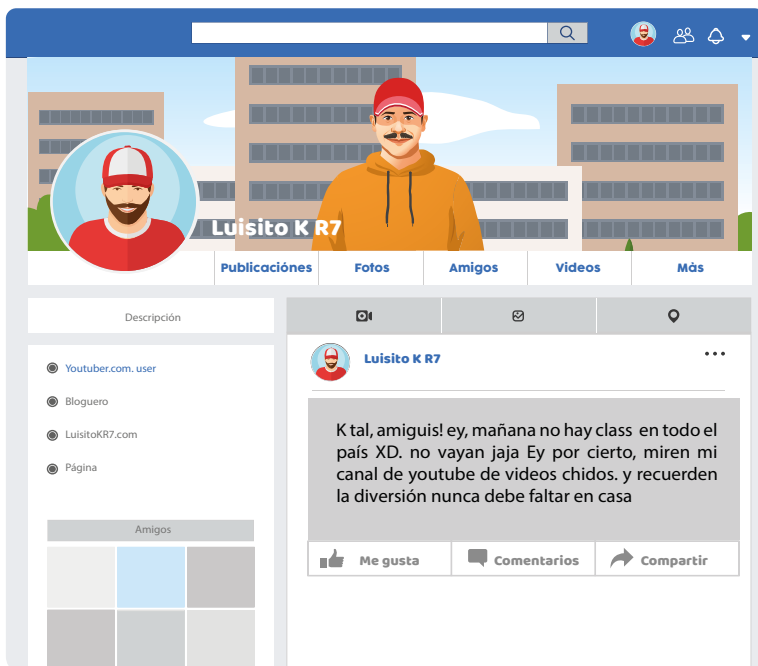 Luisito K R7
Publicaciónes
Fotos
Amigos
Videos
Màs
Descripción
Youtuber.com. user
Bloguero
LuisitoKR7.com
Página
Amigos
Luisito K R7
K tal, amiguis! ey, mañana no hay class en todo el
país XD. no vayan jaja Ey por cierto, miren mi
canal de youtube de videos chidos. y recuerden
la diversión nunca debe faltar en casa
Me gusta
Comentarios
Compartir